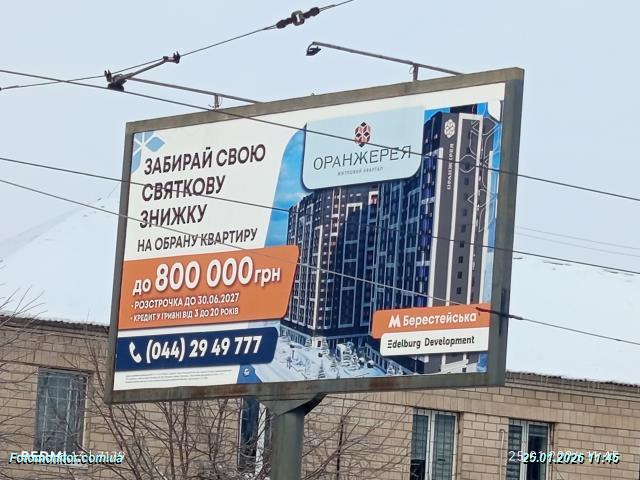 ЗАБИРАЙ СВОЮ
СВЯТКОВУ
ЗНИЖКУ
НА ОБРАНУ КВАРТИРУ
до 800 000 грн
• РОЗСТРОЧКА ДО 30.06.2027
• КРЕДИТ У ГРИВНІ ВІД 3 ДО 20 РОКІВ
(044) 29 49 777
ОРАНЖЕРЕЯ
ЖИТЛОВИЙ КВАРТАЛ
ОРАНЖЕРЕЯ
М Берестейська
Edelburg Development
Fotomonitor.com.ua
25.01.2026 11:45